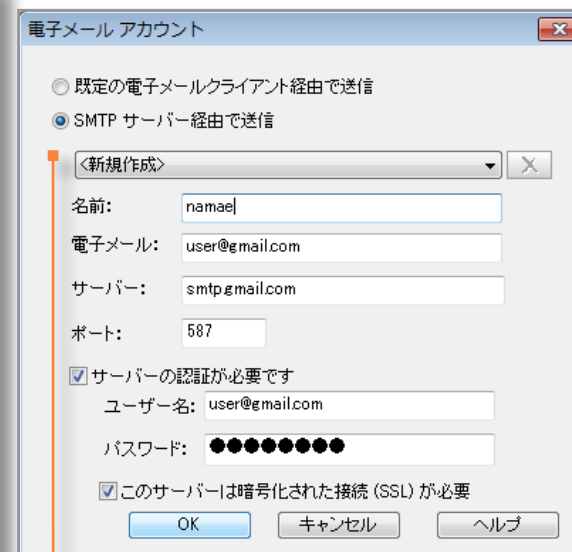 電子メール アカウント
既定の電子メールクライアント経由で送信
SMTP サーバー経由で送信
<新規作成>
名前: namae
電子メール: user@gmail.com
サーバー: smtp.gmail.com
ポート: 587
サーバーの認証が必要です
ユーザー名: user@gmail.com
パスワード: ●●●●●●●●
このサーバーは暗号化された接続 (SSL) が必要
OK キャンセル ヘルプ